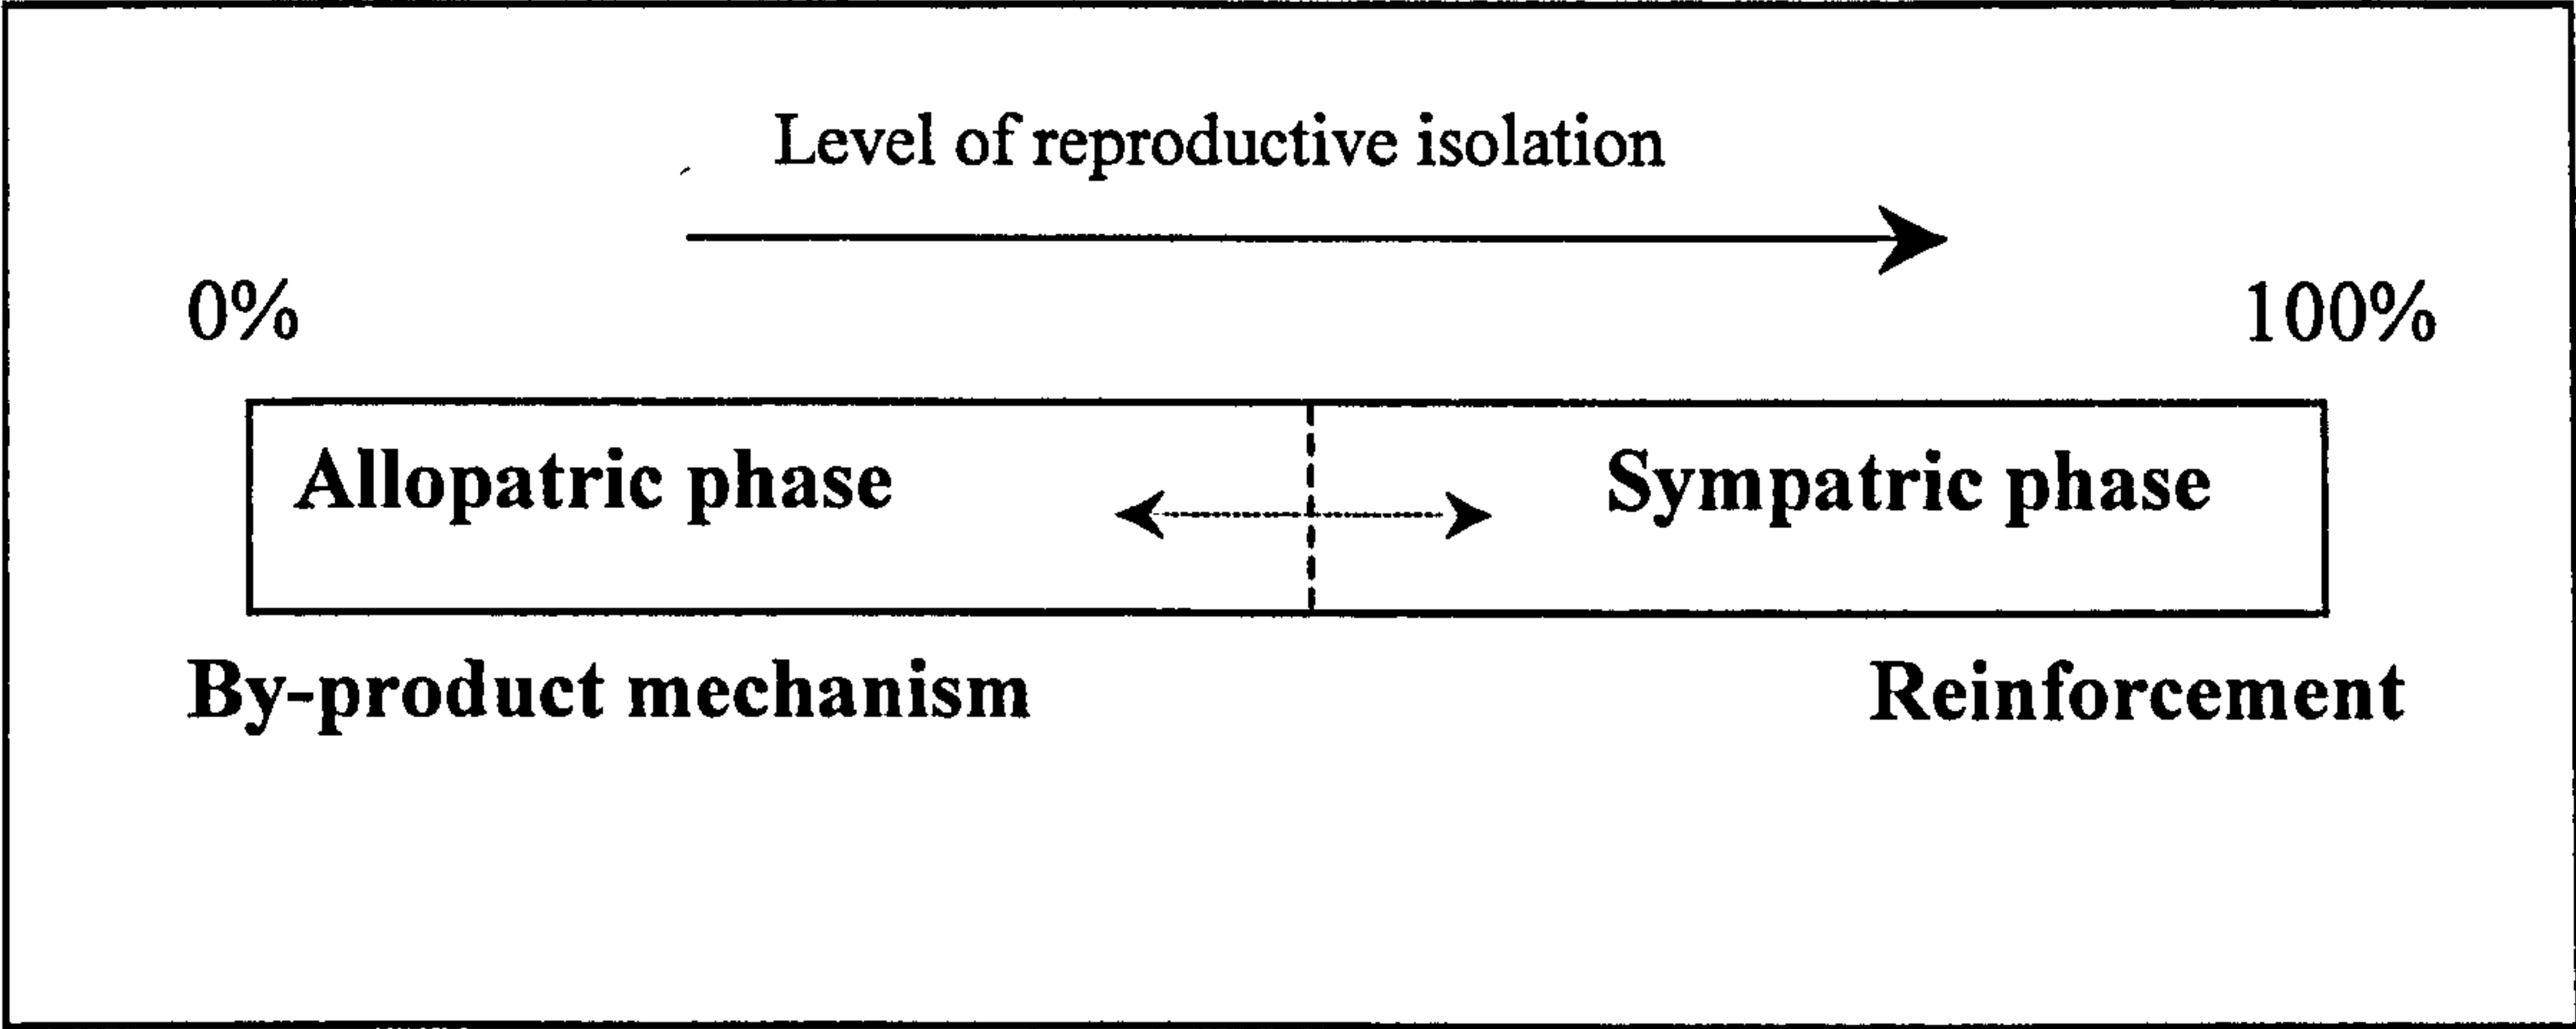 Level of reproductive isolation
0% 100%
Allopatric phase Sympatric phase
By-product mechanism Reinforcement